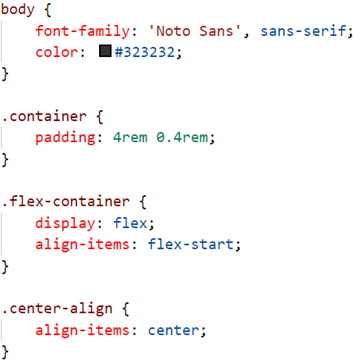 body {
    font-family: 'Noto Sans', sans-serif;
    color: #323232;
}

.container {
    padding: 4rem 0.4rem;
}

.flex-container {
    display: flex;
    align-items: flex-start;
}

.center-align {
    align-items: center;
}